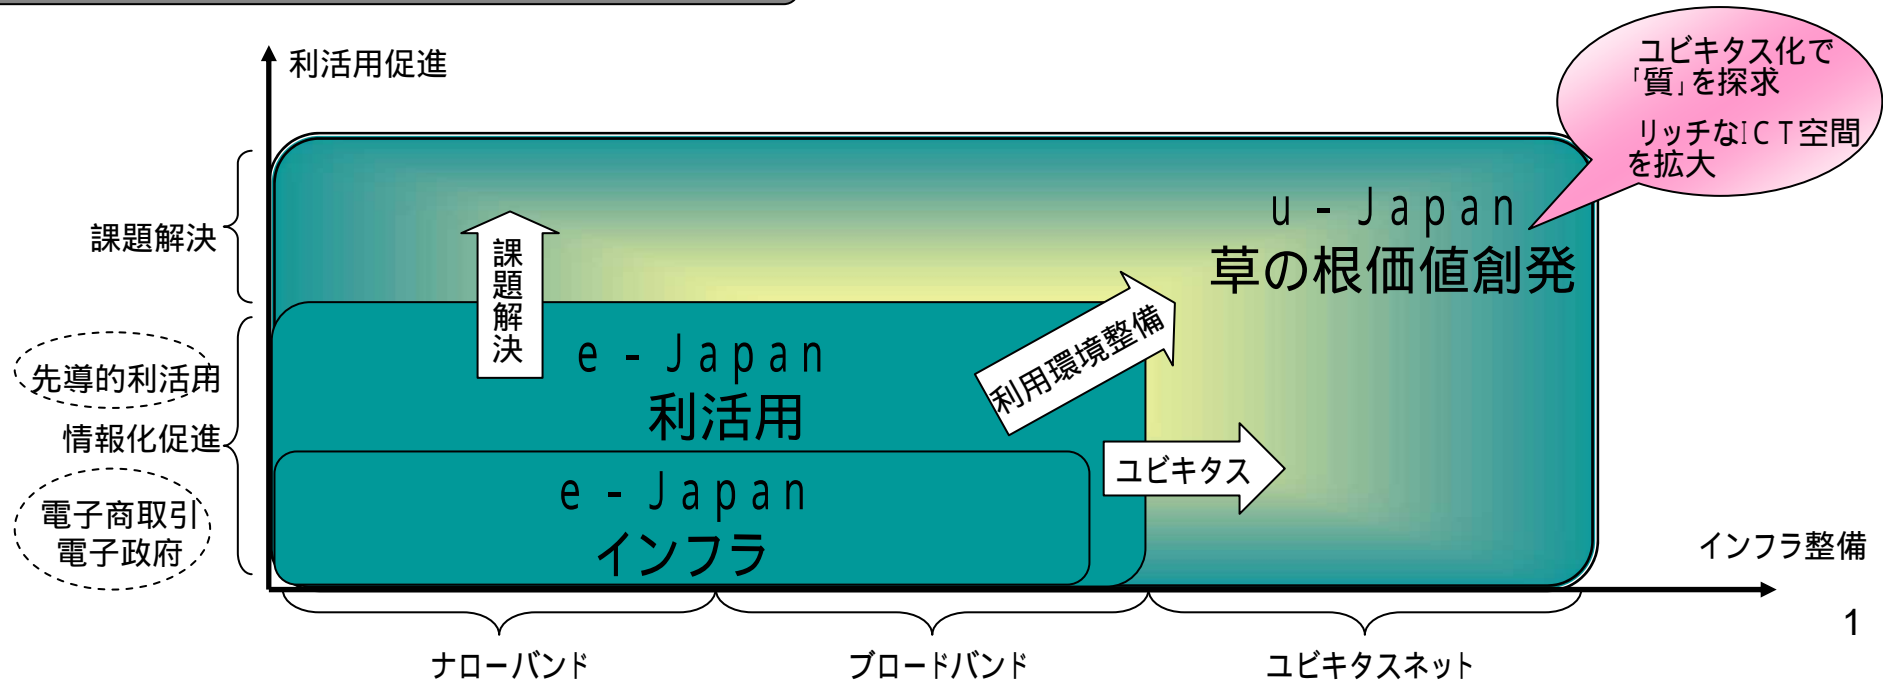 利活用促進
ユビキタス化で
「質」を探求
リッチなICT空間
を拡大
u-Japan
草の根価値創発
課題解決
課題解決
e-Japan
利活用
利用環境整備
先導的利活用
情報化促進
電子商取引
電子政府
ユビキタス
e-Japan
インフラ
インフラ整備
ナローバンド
ブロードバンド
ユビキタスネット
1